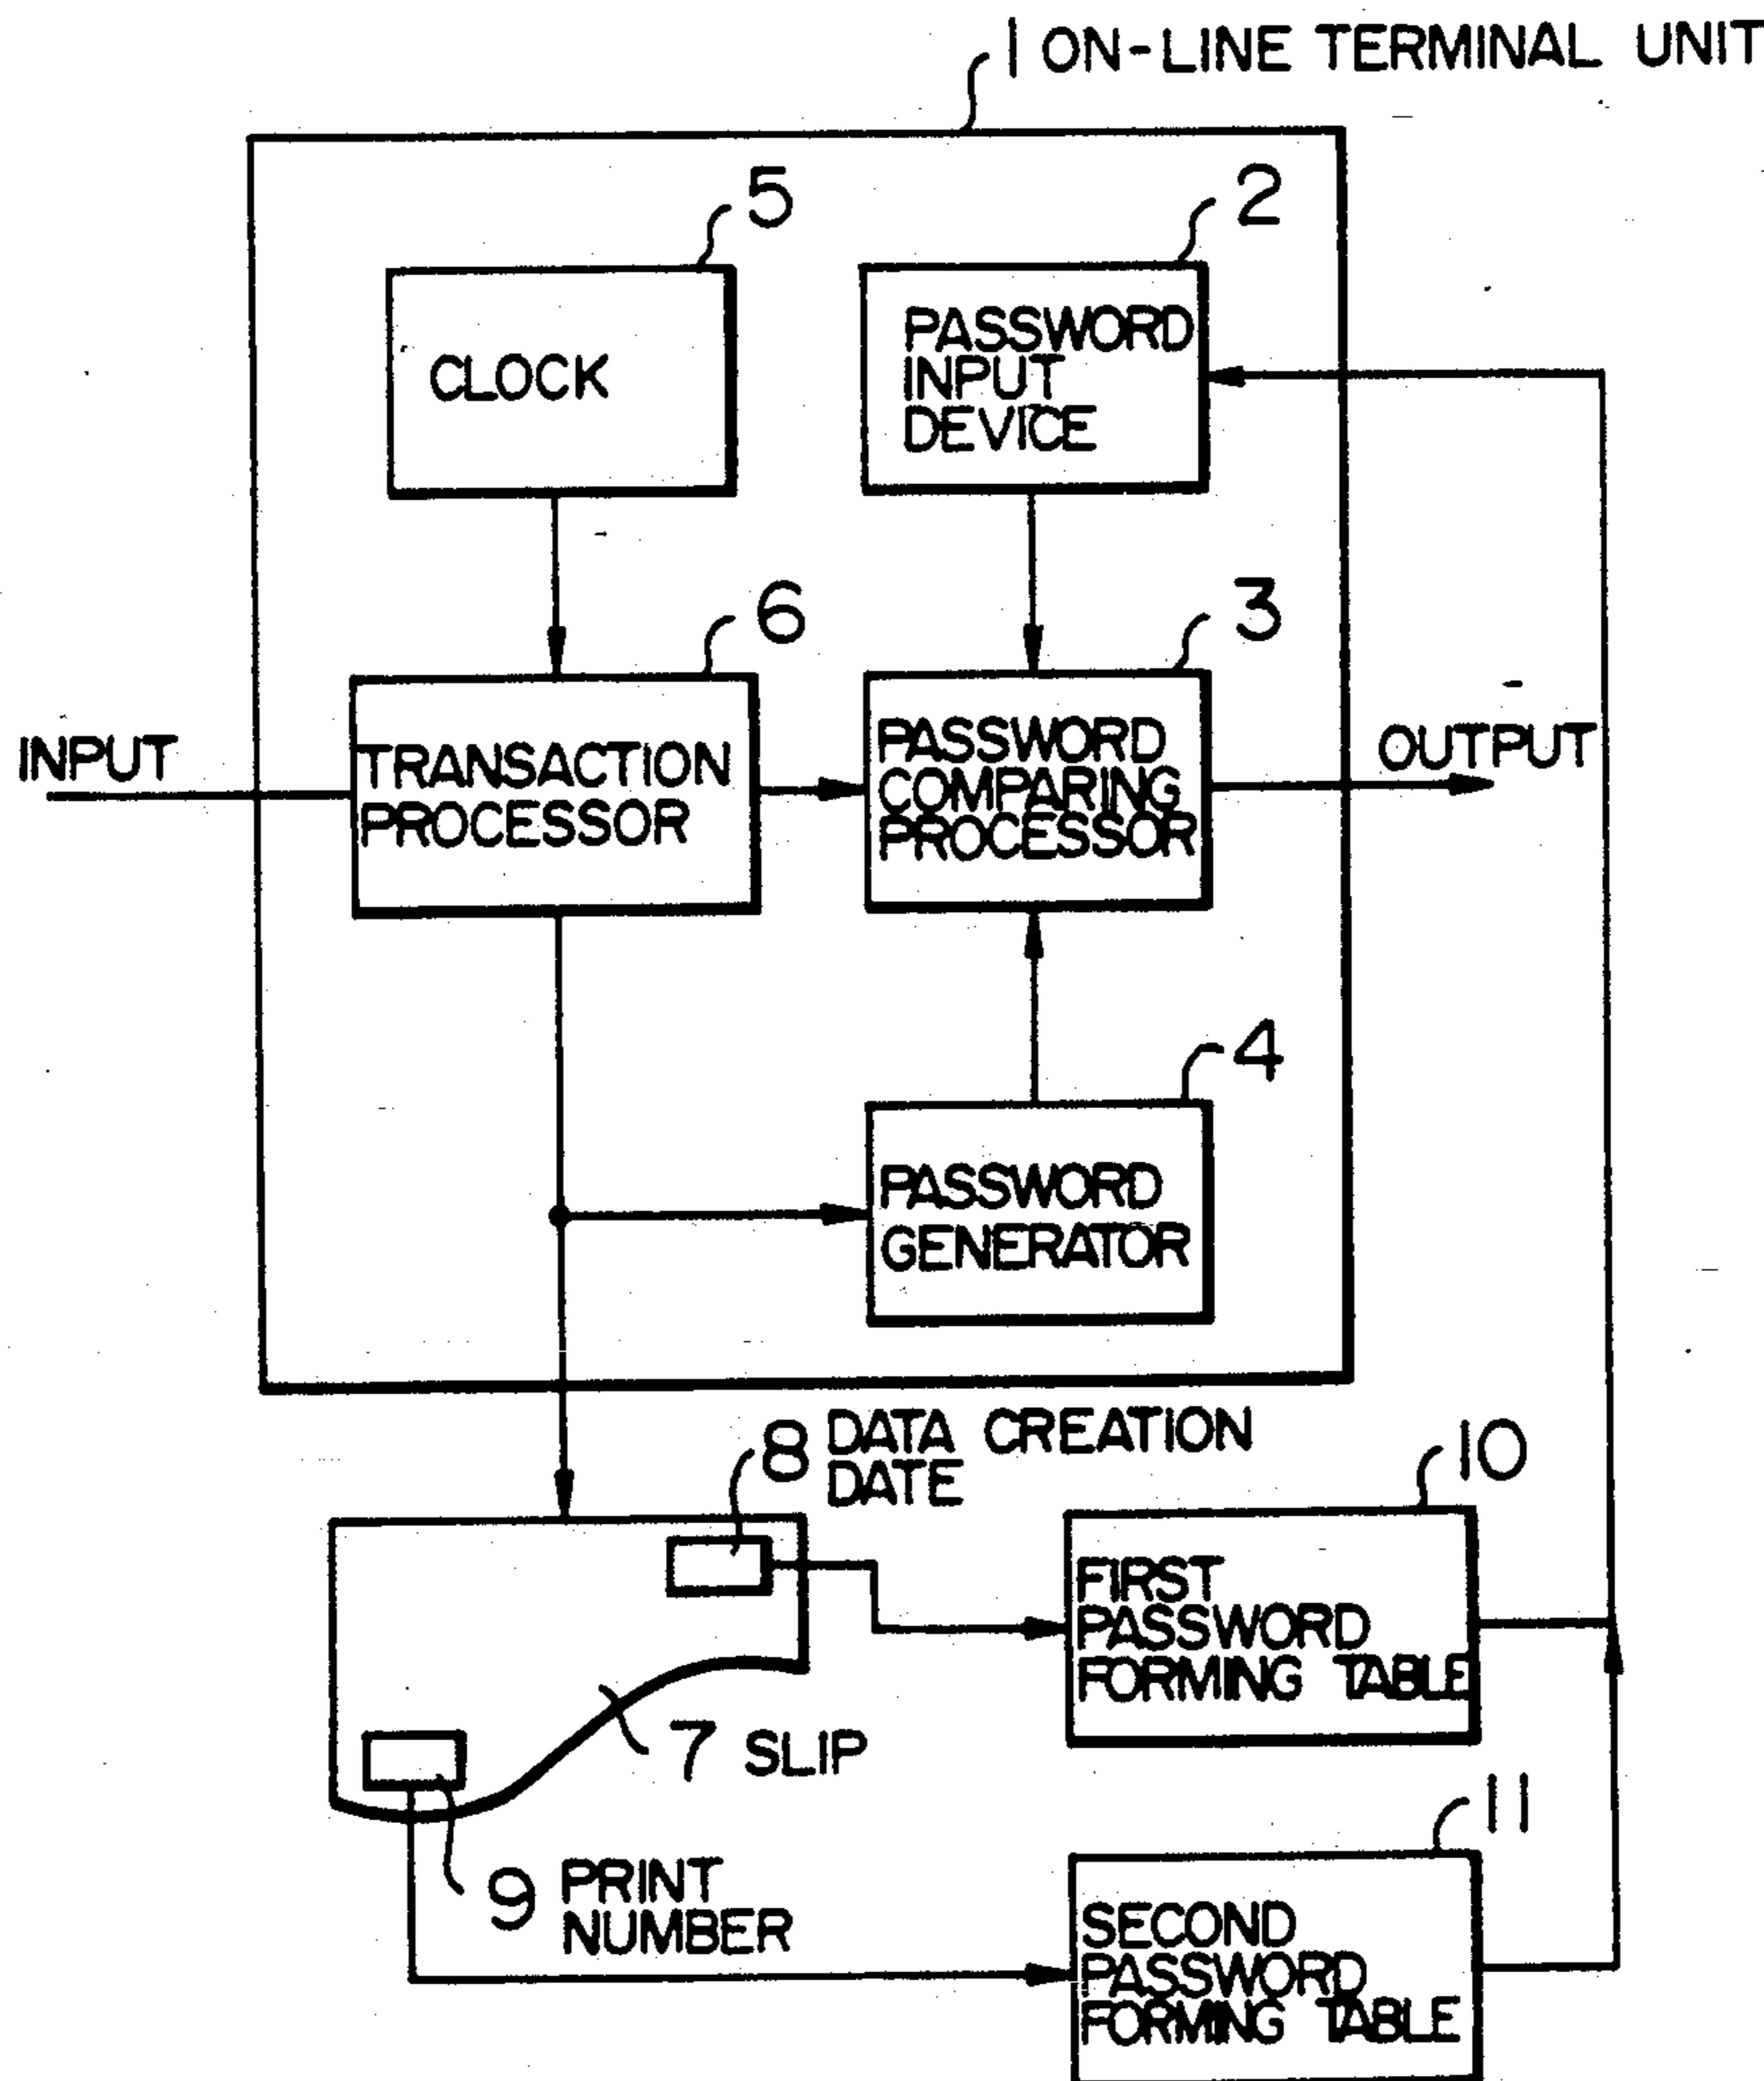 1 ON-LINE TERMINAL UNIT
5
2
CLOCK
PASSWORD
INPUT
DEVICE
6
3
INPUT
TRANSACTION
PROCESSOR
PASSWORD
COMPARING
PROCESSOR
OUTPUT
4
PASSWORD
GENERATOR
8 DATA CREATION
DATE
10
FIRST
PASSWORD
FORMING TABLE
7 SLIP
11
9 PRINT
NUMBER
SECOND
PASSWORD
FORMING TABLE